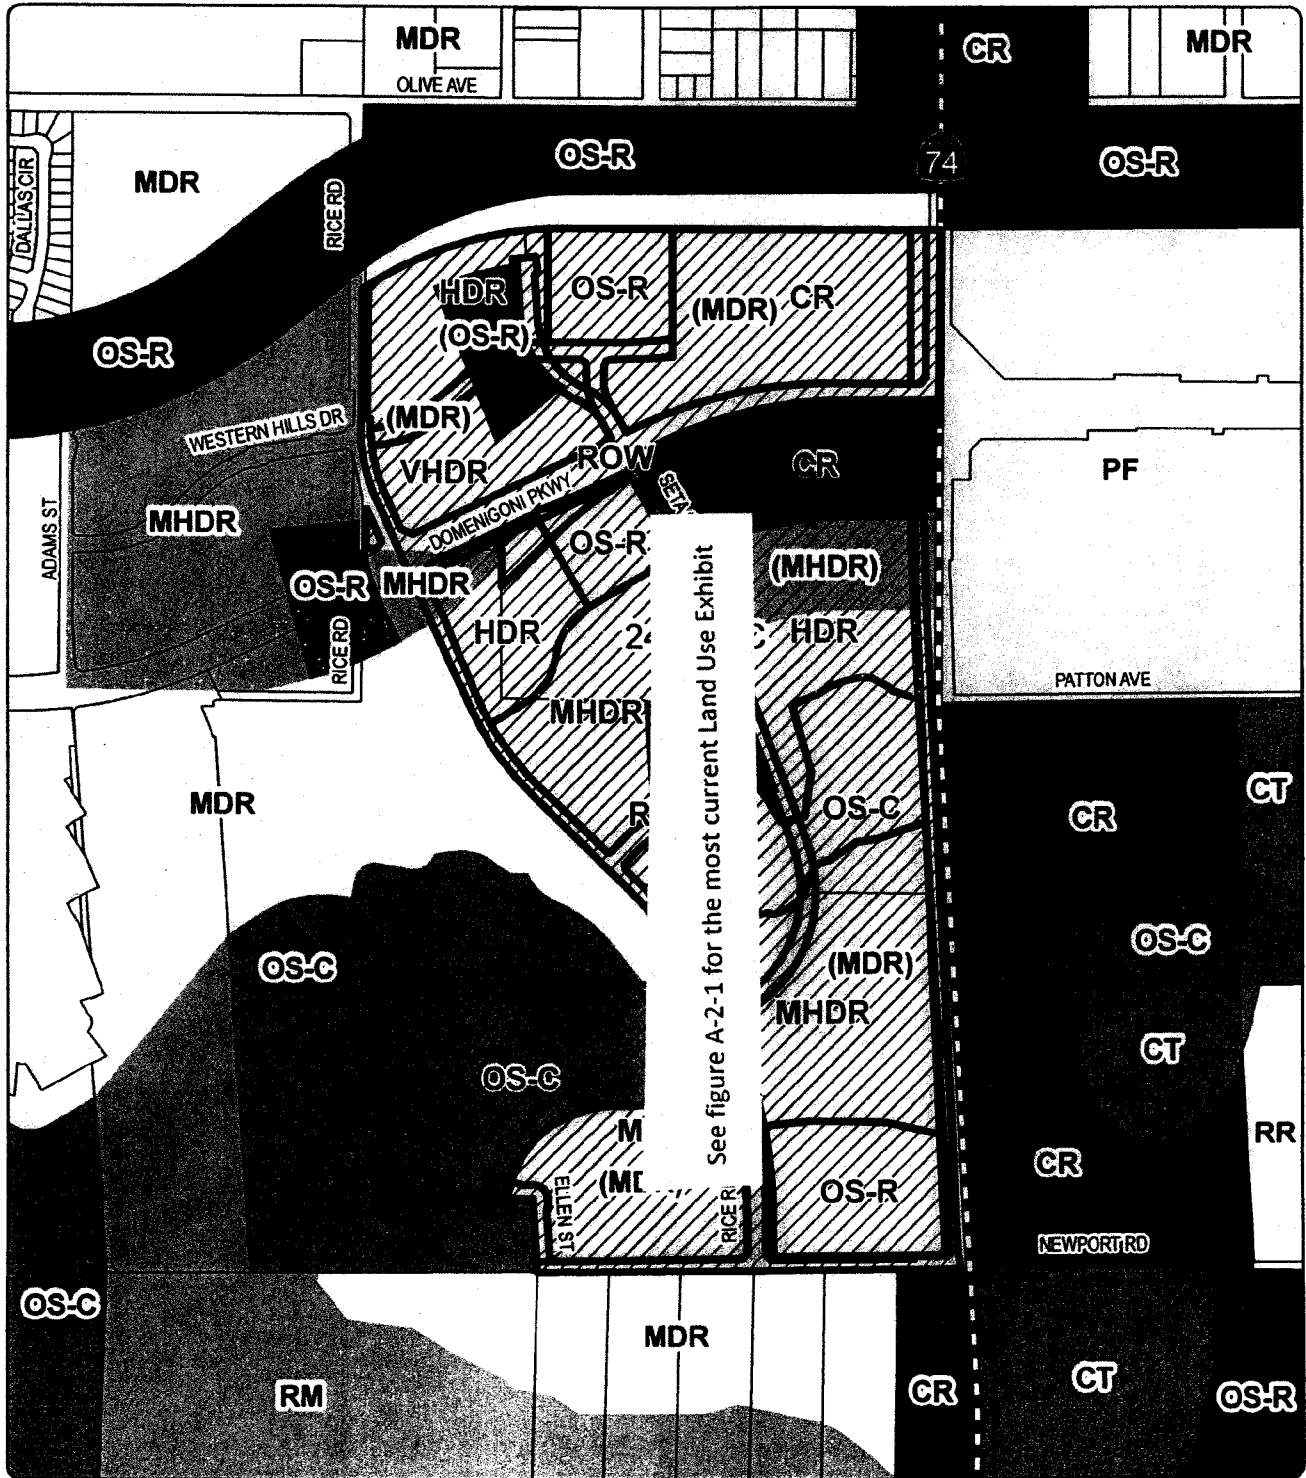 MDR
CR
MDR
OLIVE AVE
OS-R
74
OS-R
MDR
DALLAS CIR
RICE RD
HDR
OS-R
(MDR) CR
(OS-R)
OS-R
(MDR)
WESTERN HILLS DR
VHDR
ROW
CR
PF
DOMENIGONI PKWY
ADAMS ST
MHDR
OS-R
(MHDR)
OS-R
MHDR
HDR
HDR
RICE RD
PATTON AVE
MHDR
See figure A-2-1 for the most current Land Use Exhibit
MDR
OS-C
CR
CT
OS-C
(MDR)
OS-C
MHDR
CT
OS-C
RR
CR
OS-R
ELLEN ST
NEWPORT RD
OS-C
MDR
RM
CR
CT
OS-R